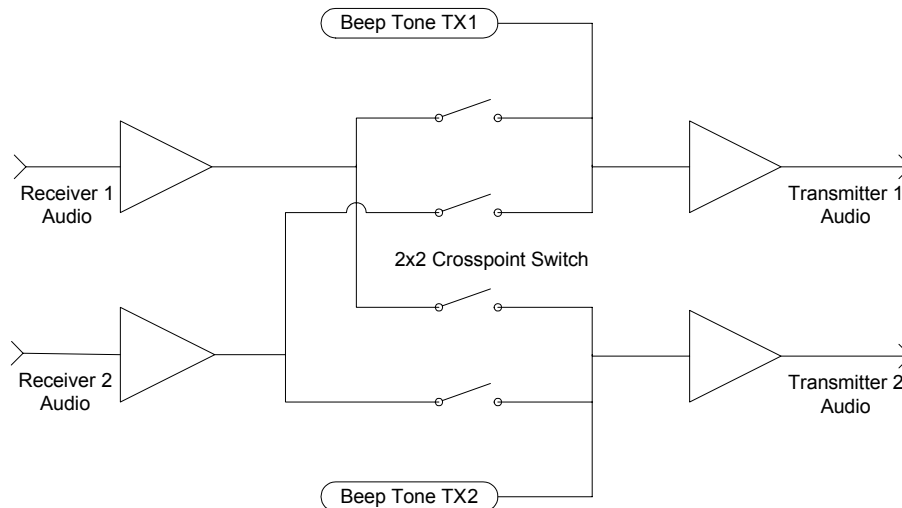 Beep Tone TX1
Receiver 1
Audio
Transmitter 1
Audio
2x2 Crosspoint Switch
Receiver 2
Audio
Transmitter 2
Audio
Beep Tone TX2